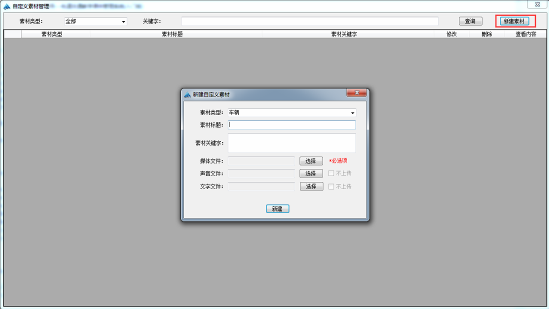 自定义素材管理
素材类型： 全部 关键字： 查询 新建素材
素材类型 素材标题 素材关键字 修改 删除 查看内容
新建自定义素材
素材类型： 车辆
素材标题：
素材关键字：
媒体文件： 选择 *必选项
声音文件： 选择 不上传
文字文件： 选择 不上传
新建